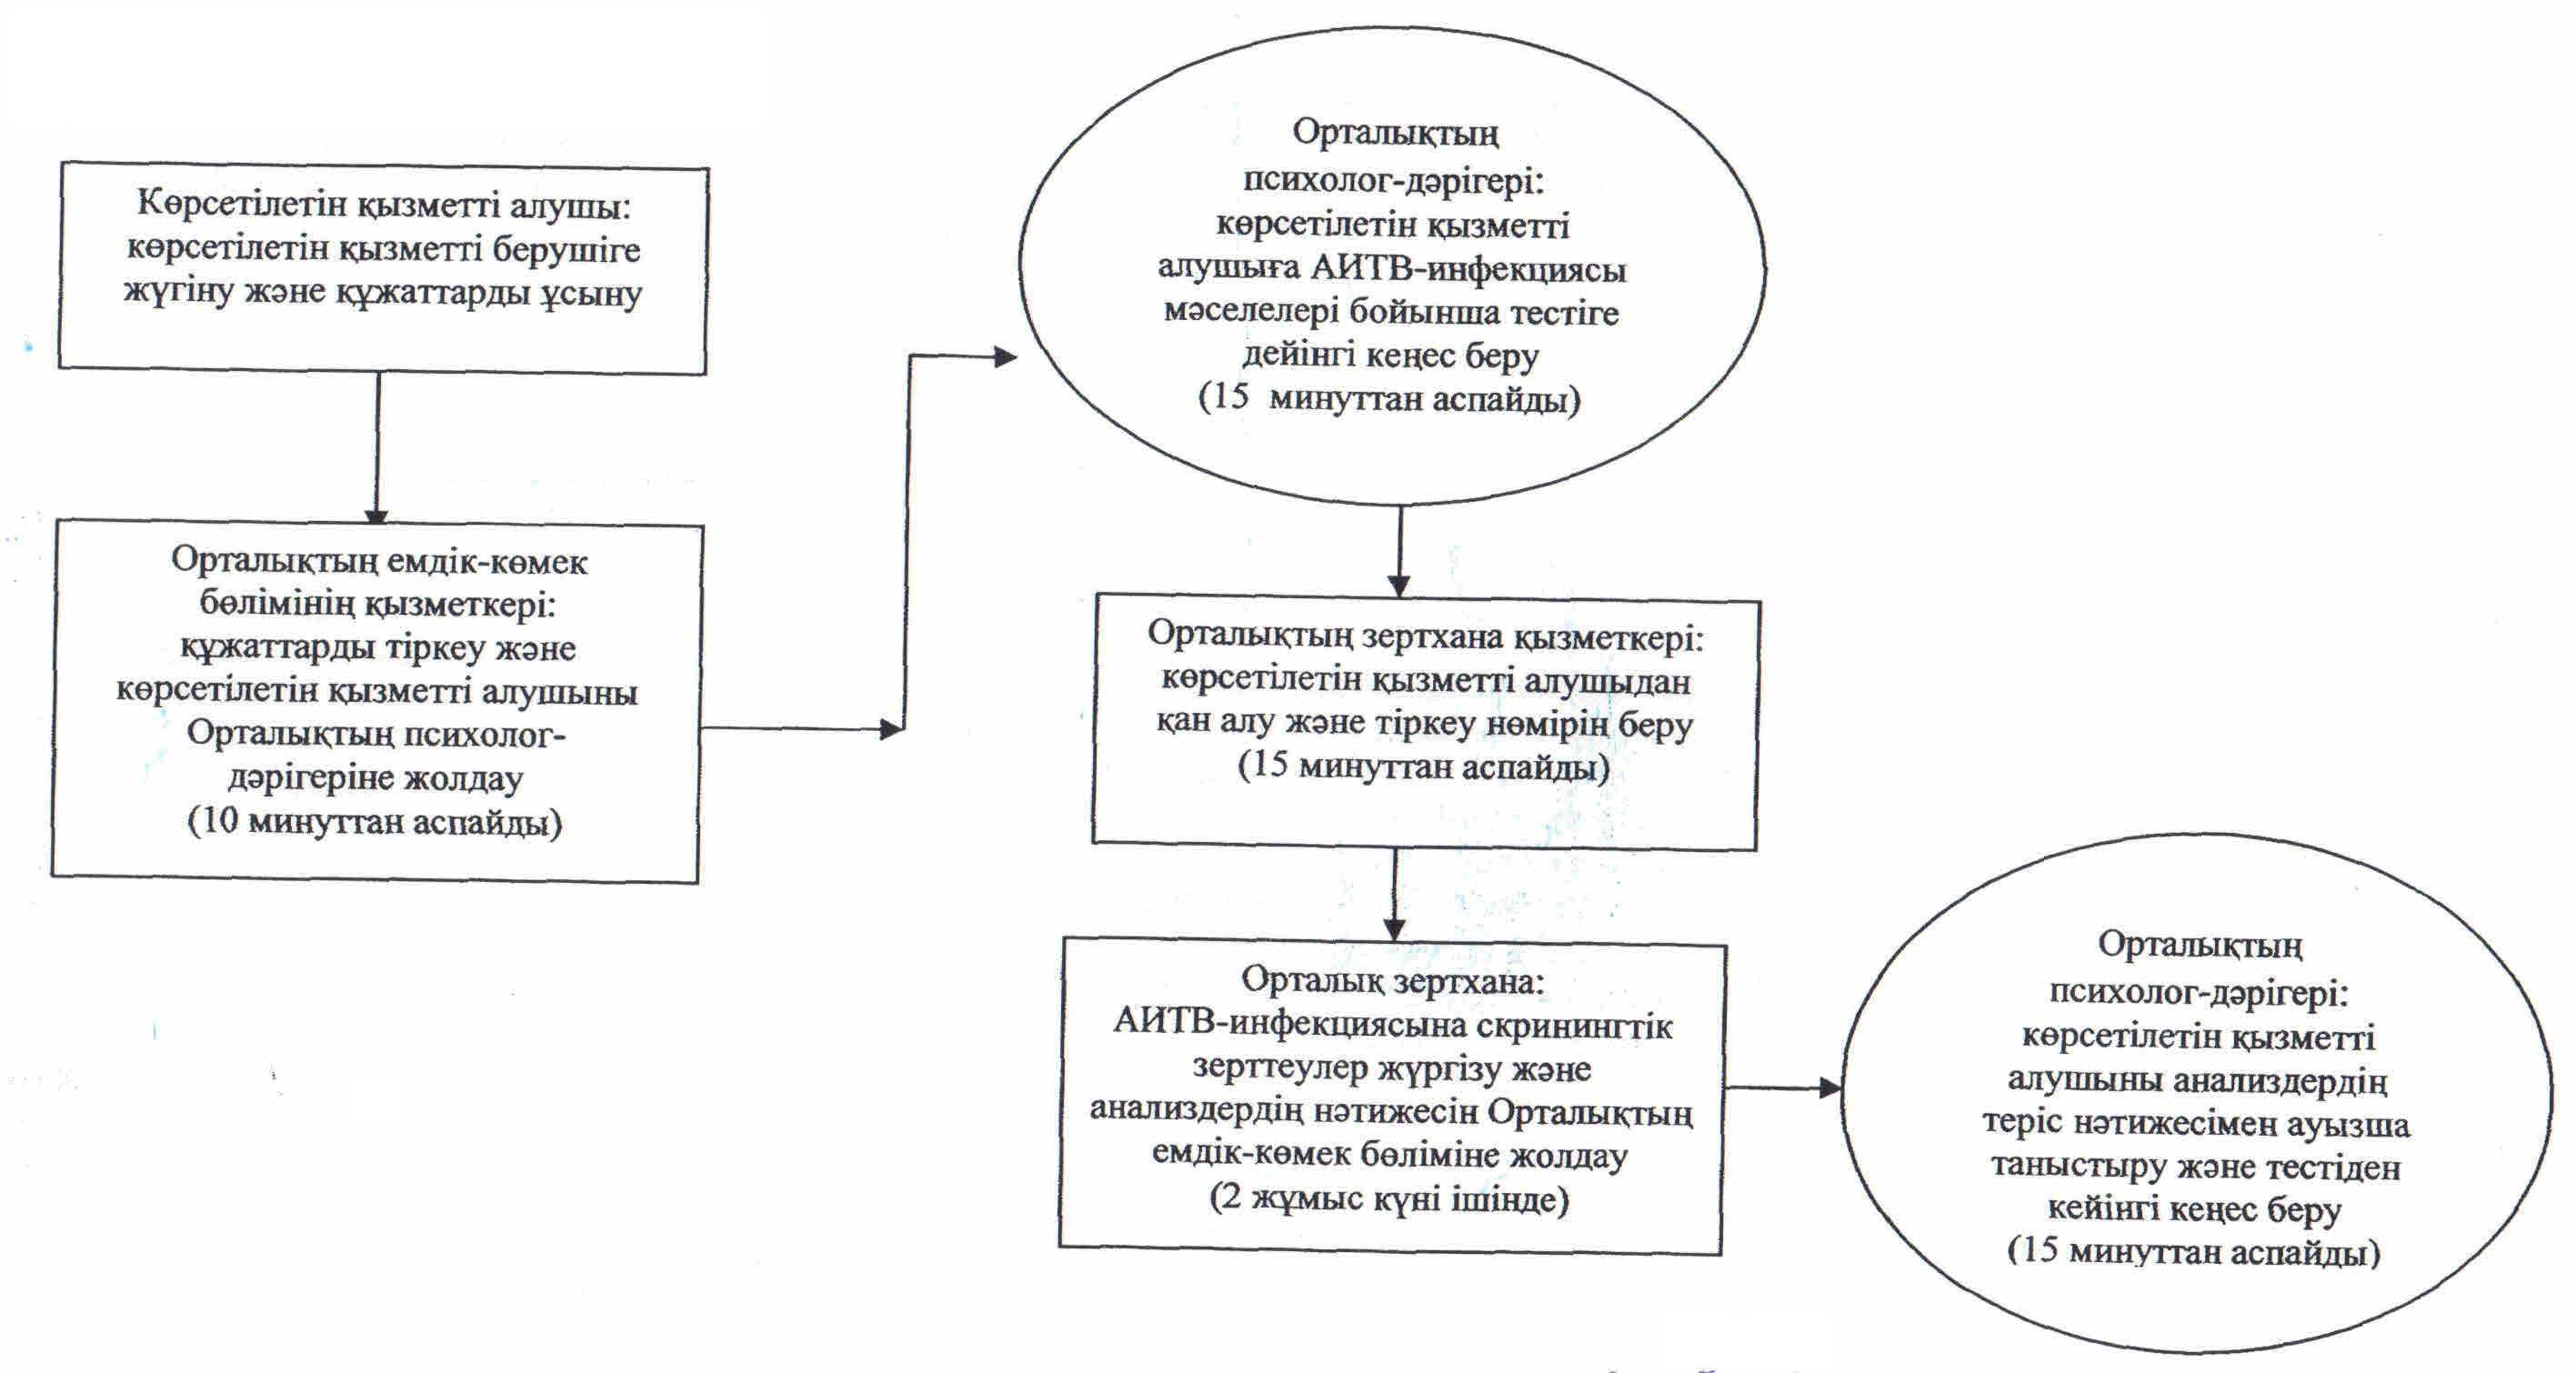 Көрсетілетін қызметті алушы:
көрсетілетін қызметті берушіге
жүгіну және құжаттарды ұсыну
Орталықтың емдік-көмек
бөлімінің қызметкері:
құжаттарды тіркеу және
көрсетілетін қызметті алушыны
Орталықтың психолог-
дәрігеріне жолдау
(10 минуттан аспайды)
Орталықтың
психолог-дәрігері:
көрсетілетін қызметті
алушыға АИТВ-инфекциясы
мәселелері бойынша тестіге
дейінгі кеңес беру
(15 минуттан аспайды)
Орталықтың зертхана қызметкері:
көрсетілетін қызметті алушыдан
қан алу және тіркеу нөмірін беру
(15 минуттан аспайды)
Орталық зертхана:
АИТВ-инфекциясына скринингтік
зерттеулер жүргізу және
анализдердің нәтижесін Орталықтың
емдік-көмек бөліміне жолдау
(2 жұмыс күні ішінде)
Орталықтың
психолог-дәрігері:
көрсетілетін қызметті
алушыны анализдердің
теріс нәтижесімен ауызша
таныстыру және тестіден
кейінгі кеңес беру
(15 минуттан аспайды)